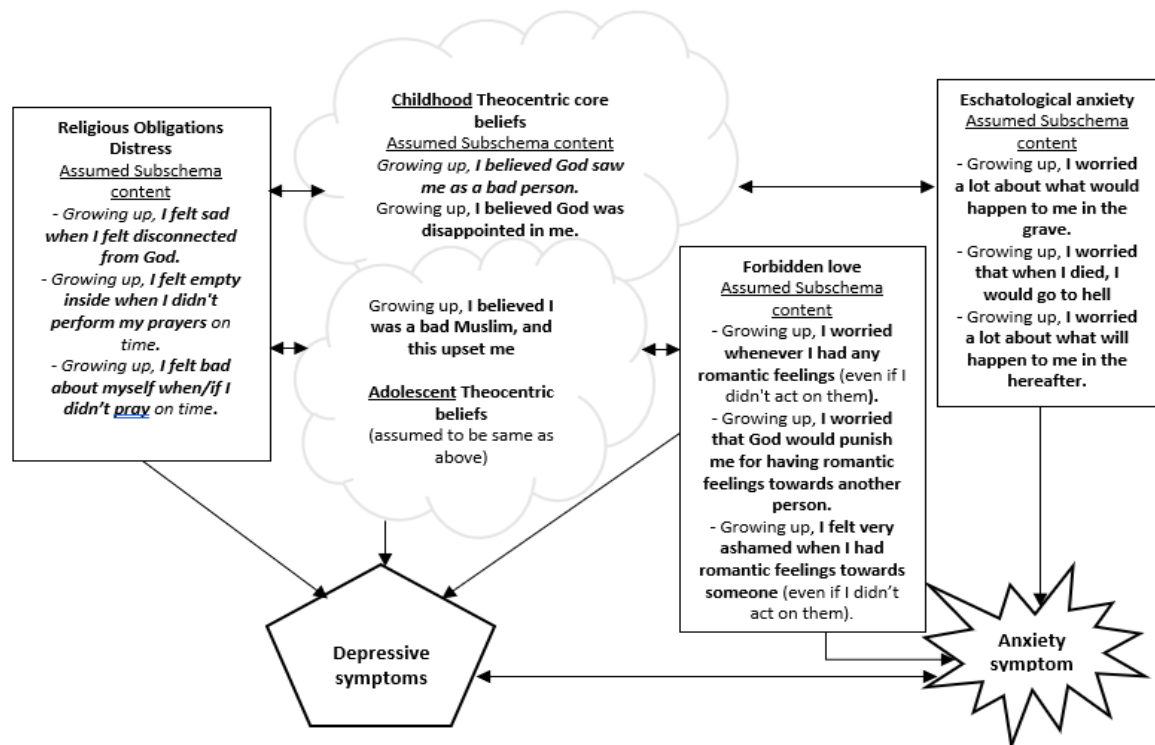 Religious Obligations
Distress
Assumed Subschema
content
- Growing up, I felt sad
when I felt disconnected
from God.
- Growing up, I felt empty
inside when I didn't
perform my prayers on
time.
- Growing up, I felt bad
about myself when/if I
didn't pray on time.
Childhood Theocentric core
beliefs
Assumed Subschema content
Growing up, I believed God saw
me as a bad person.
Growing up, I believed God was
disappointed in me.
Growing up, I believed I
was a bad Muslim, and
this upset me
Adolescent Theocentric
beliefs
(assumed to be same as
above)
Forbidden love
Assumed Subschema
content
- Growing up, I worried
whenever I had any
romantic feelings (even if I
didn't act on them).
- Growing up, I worried
that God would punish
me for having romantic
feelings towards another
person.
- Growing up, I felt very
ashamed when I had
romantic feelings towards
someone (even if I didn't
act on them).
Eschatological anxiety
Assumed Subschema
content
- Growing up, I worried
a lot about what would
happen to me in the
grave.
- Growing up, I worried
that when I died, I
would go to hell
- Growing up, I worried
a lot about what will
happen to me in the
hereafter.
Depressive
symptoms
Anxiety
symptom